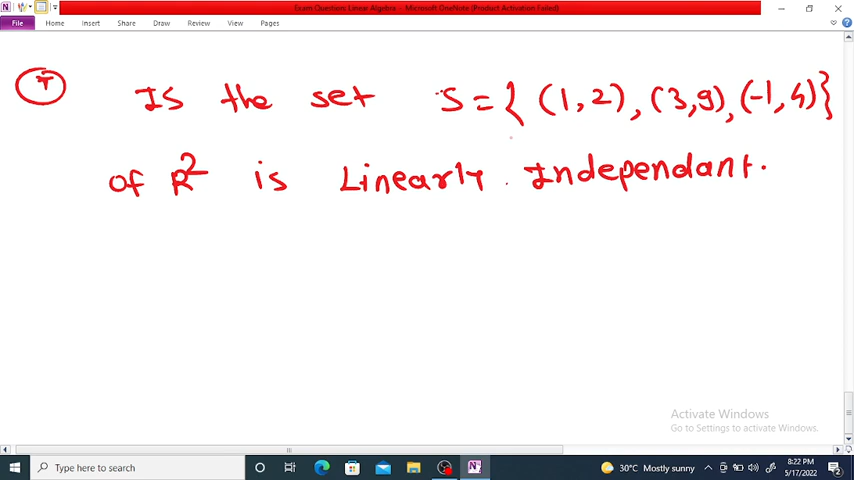 Exam Question: Linear Algebra - Microsoft OneNote (Product Activation Failed)
File Home Insert Share Draw Review View Pages
Is the set S = { (1,2), (3,9), (-1,4)}
of R² is Linearly Independant.
Activate Windows
Go to Settings to activate Windows.
Type here to search
30°C Mostly sunny
8:22 PM
5/17/2022
2